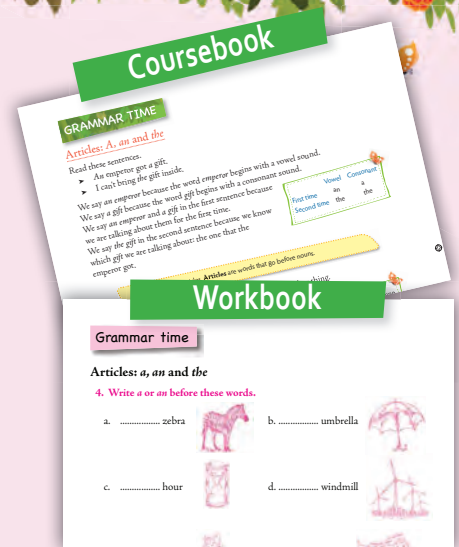 Coursebook
GRAMMAR TIME
Articles: A, an and the
Read these sentences.
➤ An emperor got a gift.
➤ I can't bring the gift inside.
We say an emperor because the word emperor begins with a vowel sound.
We say a gift because the word gift begins with a consonant sound.
We say an emperor and a gift in the first sentence because
we are talking about them for the first time.
We say the gift in the second sentence because we know
which gift we are talking about: the one that the
emperor got.
Vowel Consonant
First time an a
Second time the the
Articles are words that go before nouns.
Workbook
Grammar time
Articles: a, an and the
4. Write a or an before these words.
a. ................. zebra
b. ................. umbrella
c. ................. hour
d. ................. windmill